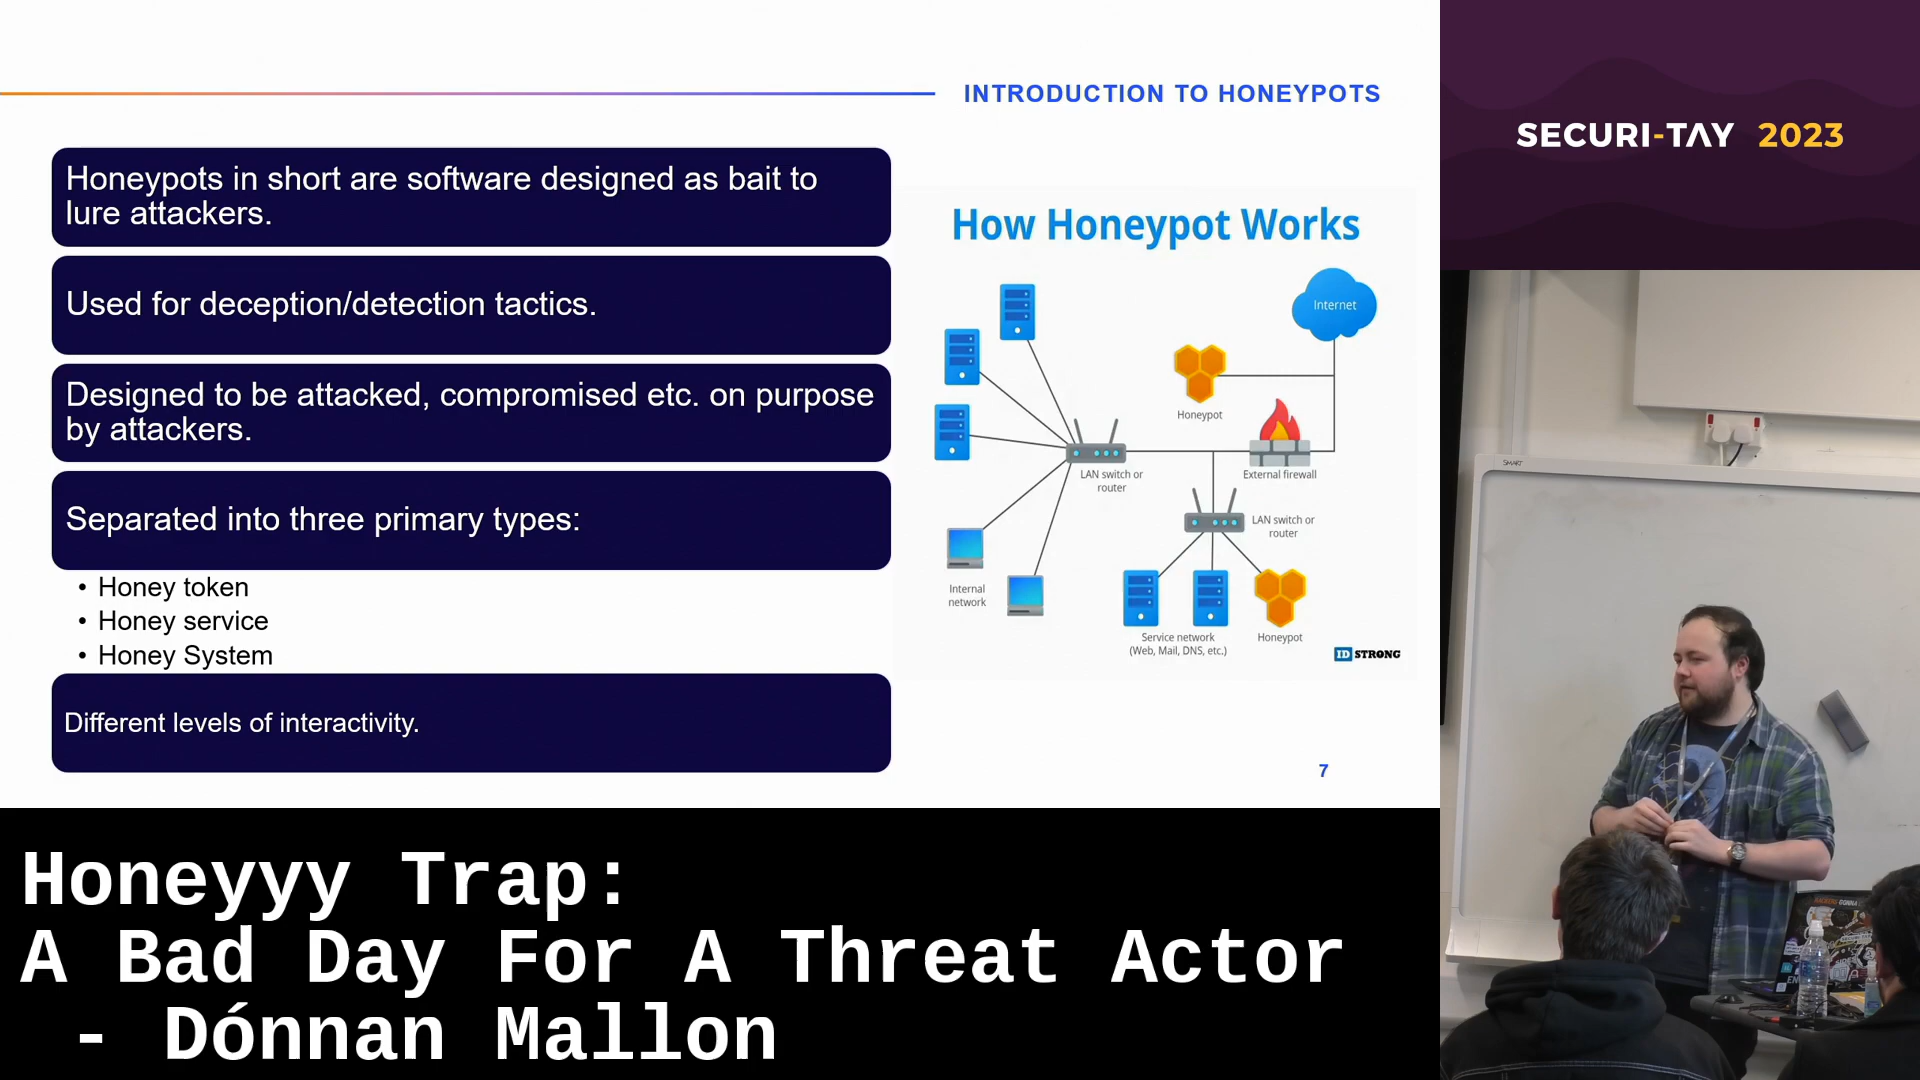 INTRODUCTION TO HONEYPOTS
Honeypots in short are software designed as bait to
lure attackers.
Used for deception/detection tactics.
Designed to be attacked, compromised etc. on purpose
by attackers.
Separated into three primary types:
• Honey token
• Honey service
• Honey System
Different levels of interactivity.
How Honeypot Works
Internet
Honeypot
External firewall
LAN switch or
router
LAN switch or
router
Internal
network
Service network
(Web, Mail, DNS, etc.)
Honeypot
ID STRONG
7
SECURI-TAY 2023
SMART
Honeyyy Trap:
A Bad Day For A Threat Actor
- Dónnan Mallon